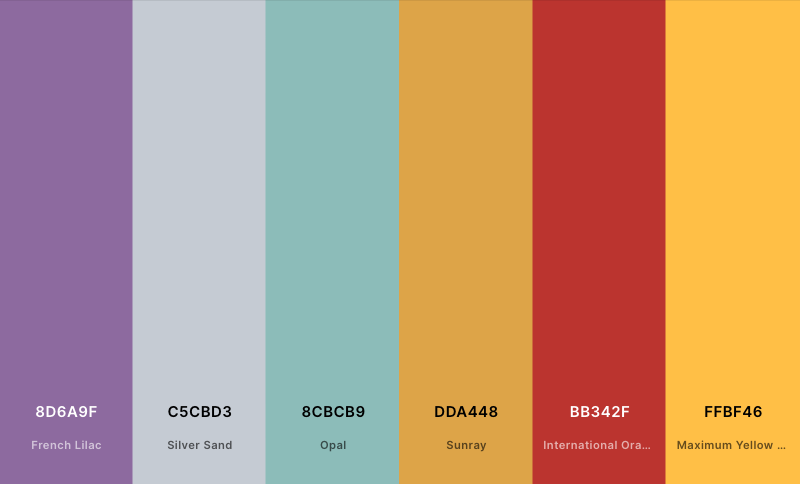 8D6A9F C5CBD3 8CBCB9 DDA448 BB342F FFBF46
French Lilac Silver Sand Opal Sunray International Ora... Maximum Yellow ...